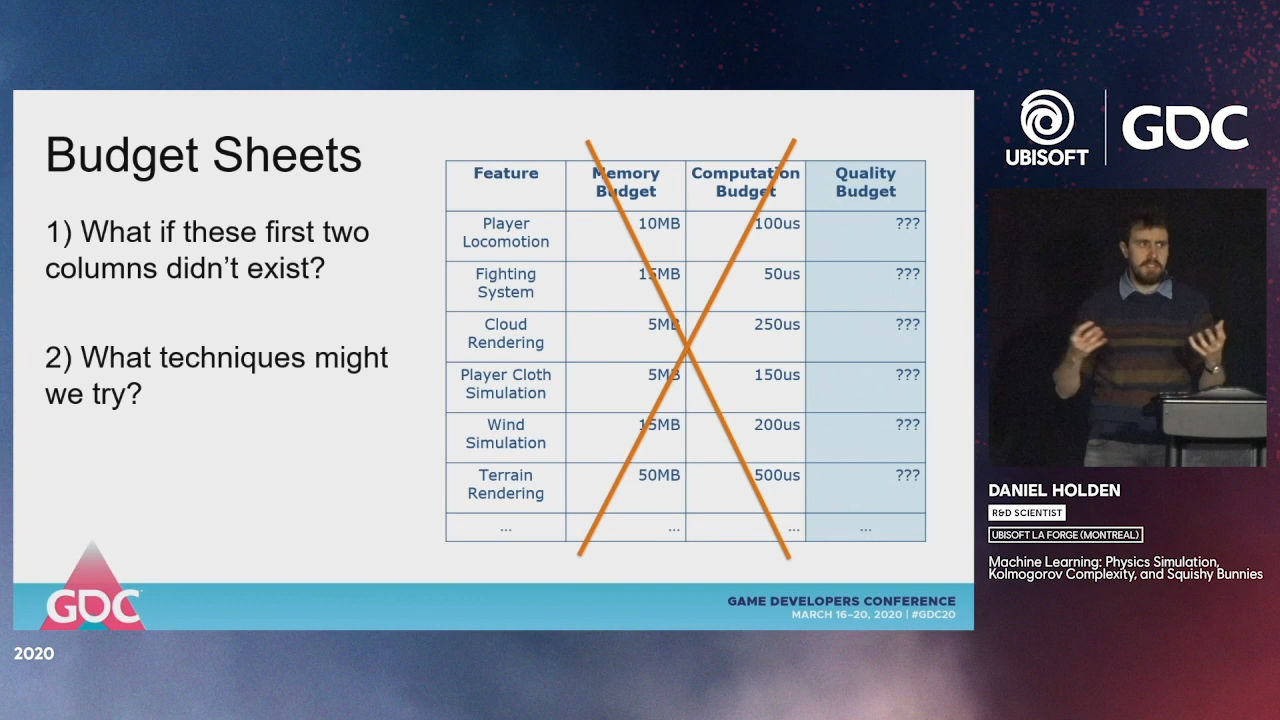 Budget Sheets
1) What if these first two
columns didn't exist?
2) What techniques might
we try?
Feature
Memory
Budget
Computation
Budget
Quality
Budget
Player
Locomotion
10MB
100us
???
Fighting
System
15MB
50us
???
Cloud
Rendering
5MB
250us
???
Player Cloth
Simulation
5MB
150us
???
Wind
Simulation
15MB
200us
???
Terrain
Rendering
50MB
500us
???
...
...
...
...
GDC
GAME DEVELOPERS CONFERENCE
MARCH 16–20, 2020 | #GDC20
2020
UBISOFT
GDC
DANIEL HOLDEN
R&D SCIENTIST
UBISOFT LA FORGE (MONTREAL)
Machine Learning: Physics Simulation,
Kolmogorov Complexity, and Squishy Bunnies